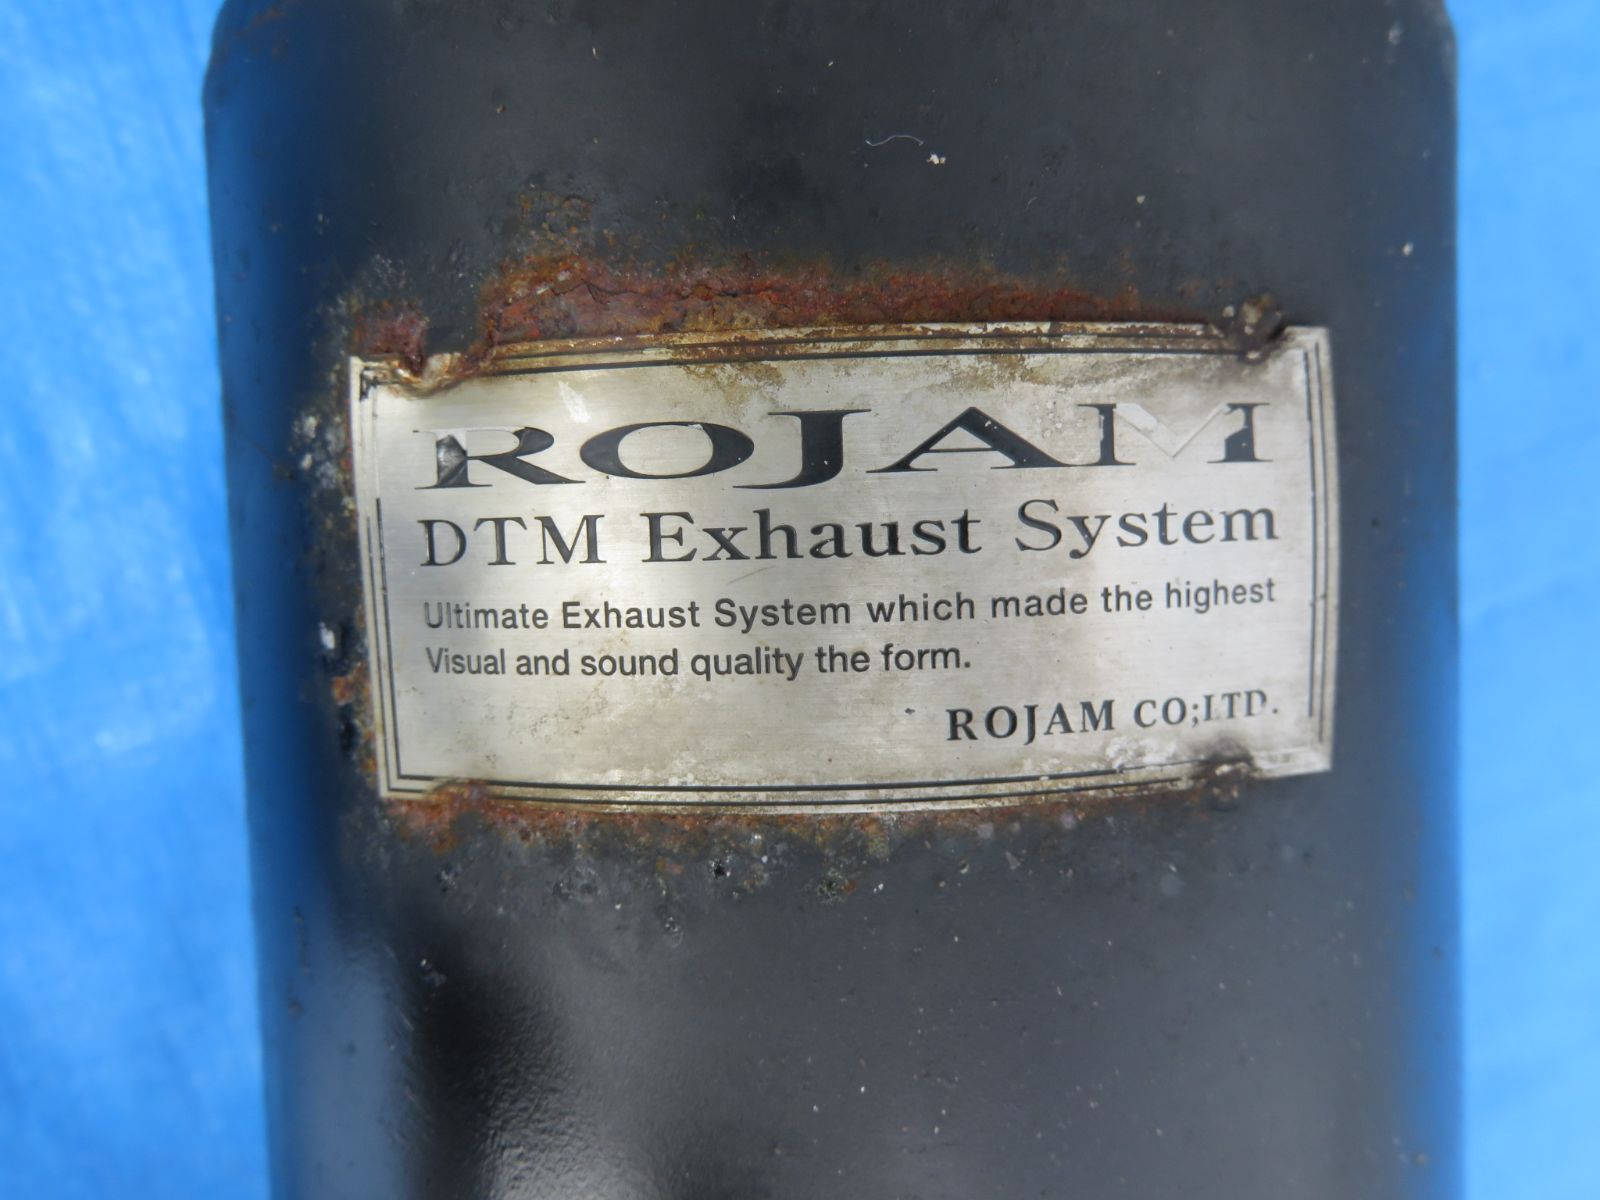 ROJAM
DTM Exhaust System
Ultimate Exhaust System which made the highest
Visual and sound quality the form.
ROJAM CO;LTD.